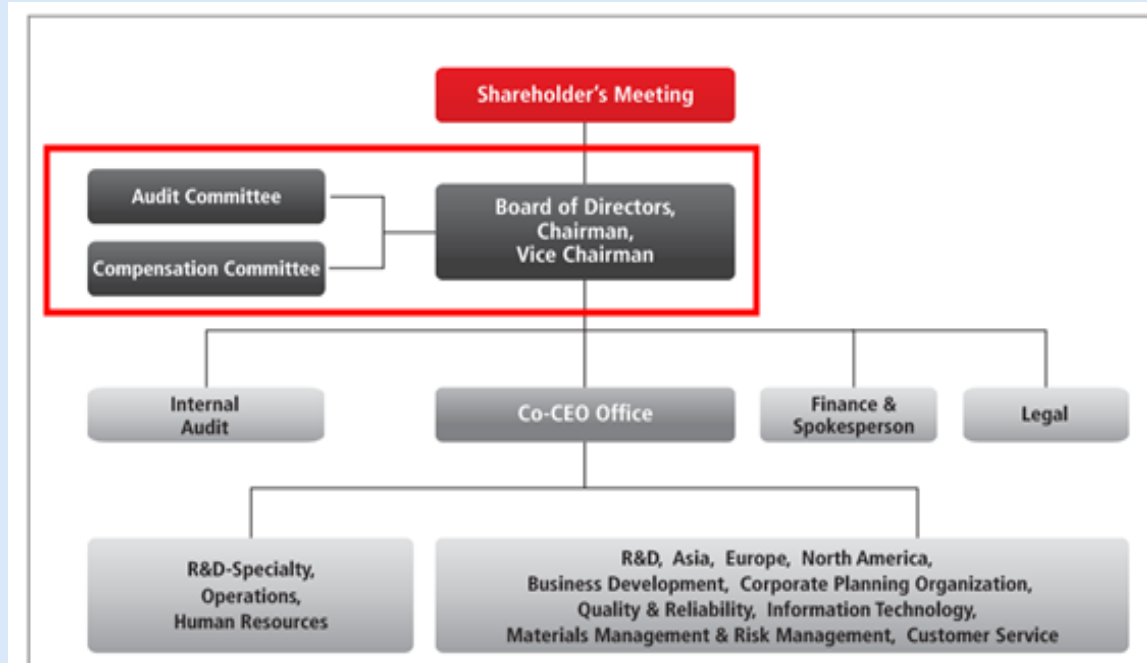 Shareholder's Meeting
Audit Committee
Compensation Committee
Board of Directors,
Chairman,
Vice Chairman
Internal
Audit
Co-CEO Office
Finance &
Spokesperson
Legal
R&D-Specialty,
Operations,
Human Resources
R&D, Asia, Europe, North America,
Business Development, Corporate Planning Organization,
Quality & Reliability, Information Technology,
Materials Management & Risk Management, Customer Service